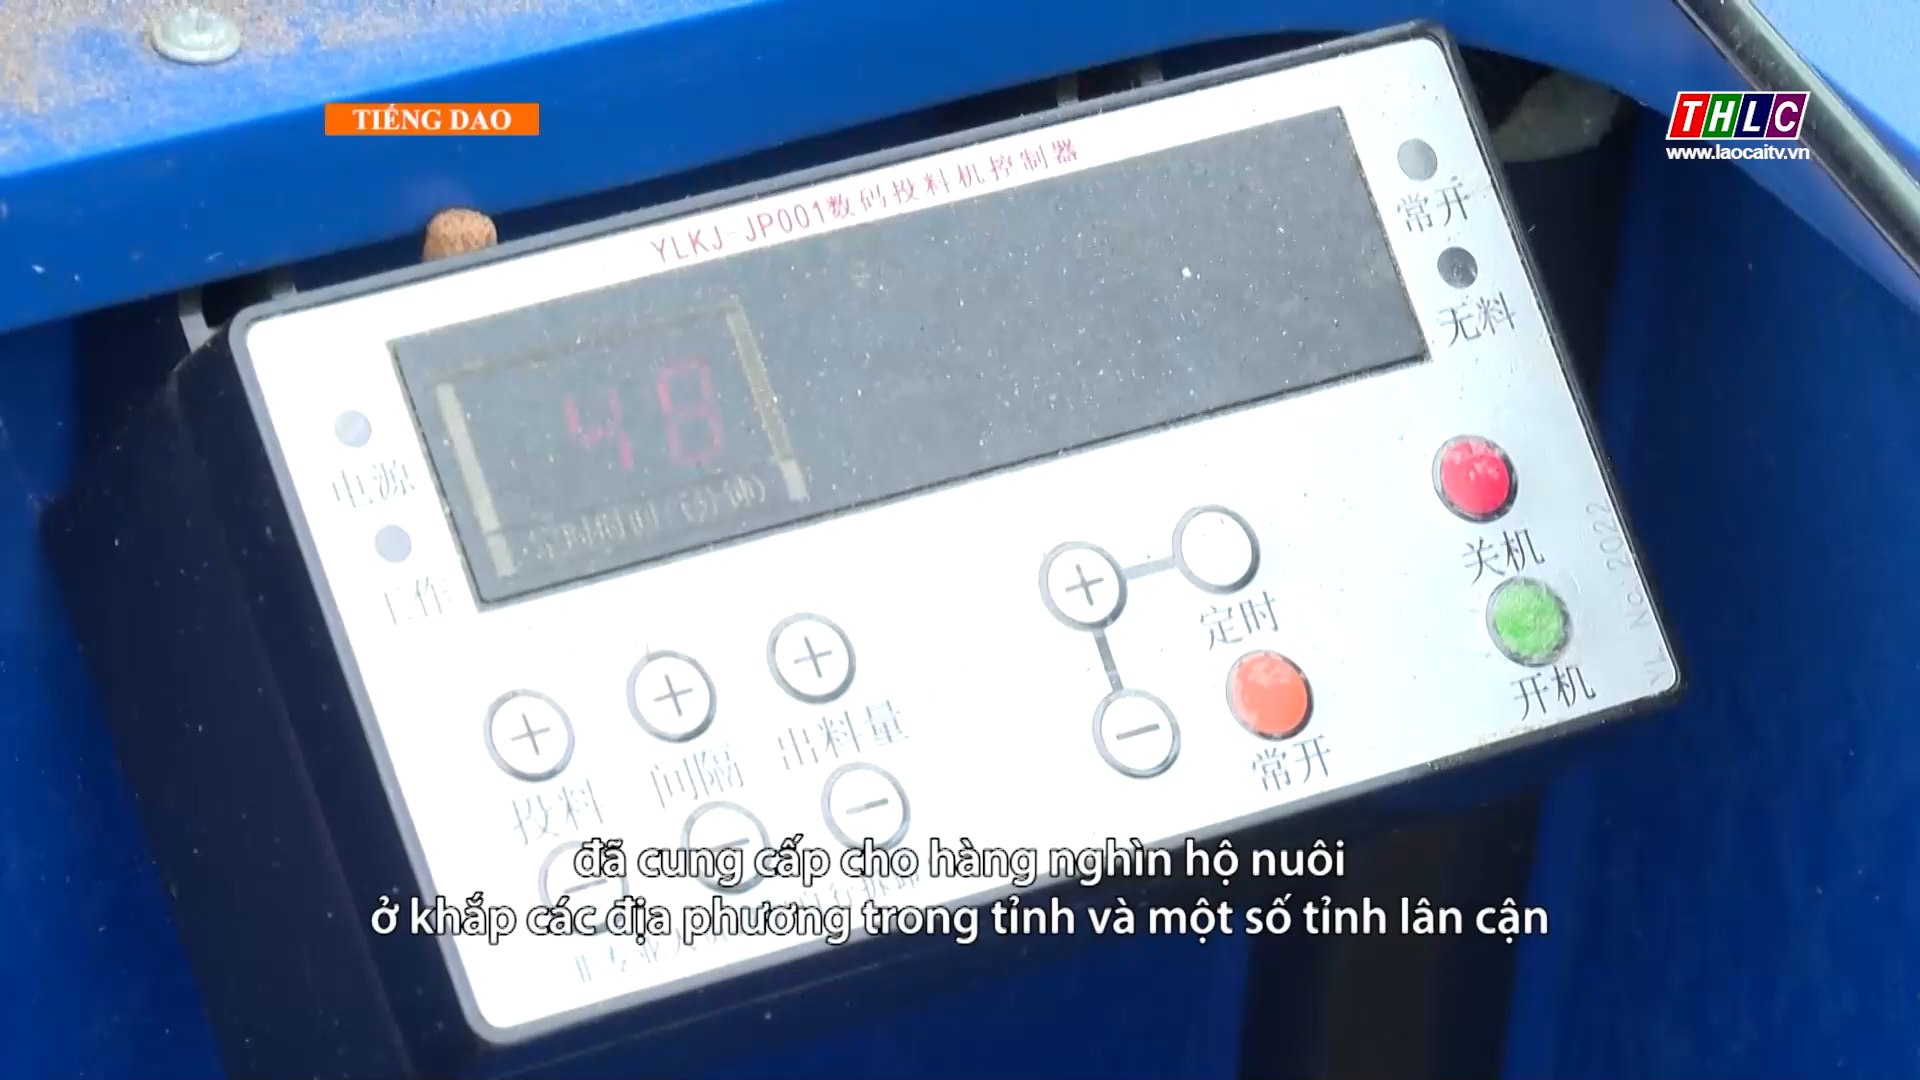 TIẾNG DAO
THLC
www.laocaitv.vn
YLKJ-JP001数码投料机控制器
常开
无料
48
电源
工作
关机
No. 2022
定时
开机
出料量
间隔
常开
投料
đã cung cấp cho hàng nghìn hộ nuôi
ở khắp các địa phương trong tỉnh và một số tỉnh lân cận